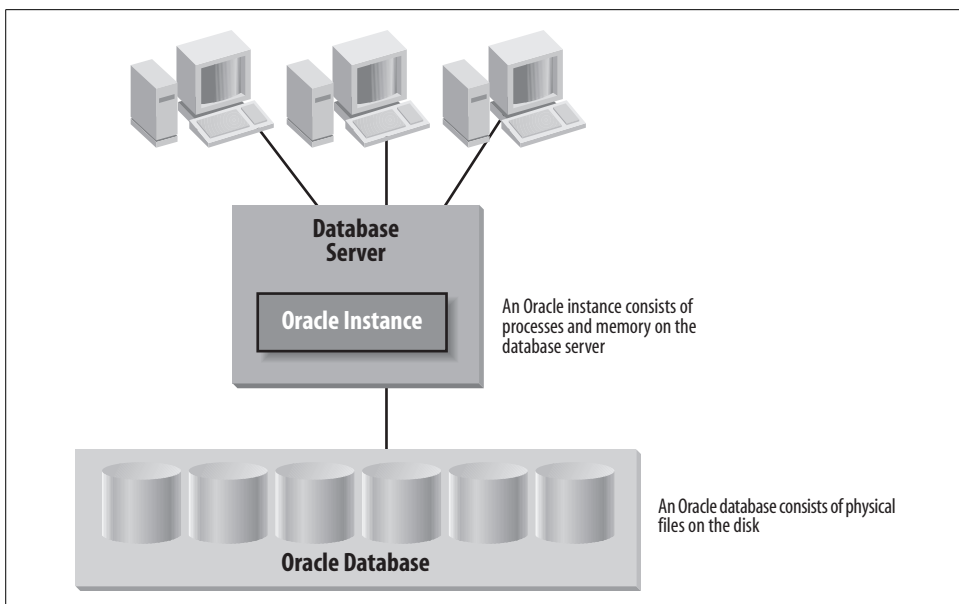 Database
Server
Oracle Instance
An Oracle instance consists of
processes and memory on the
database server
An Oracle database consists of physical
files on the disk
Oracle Database